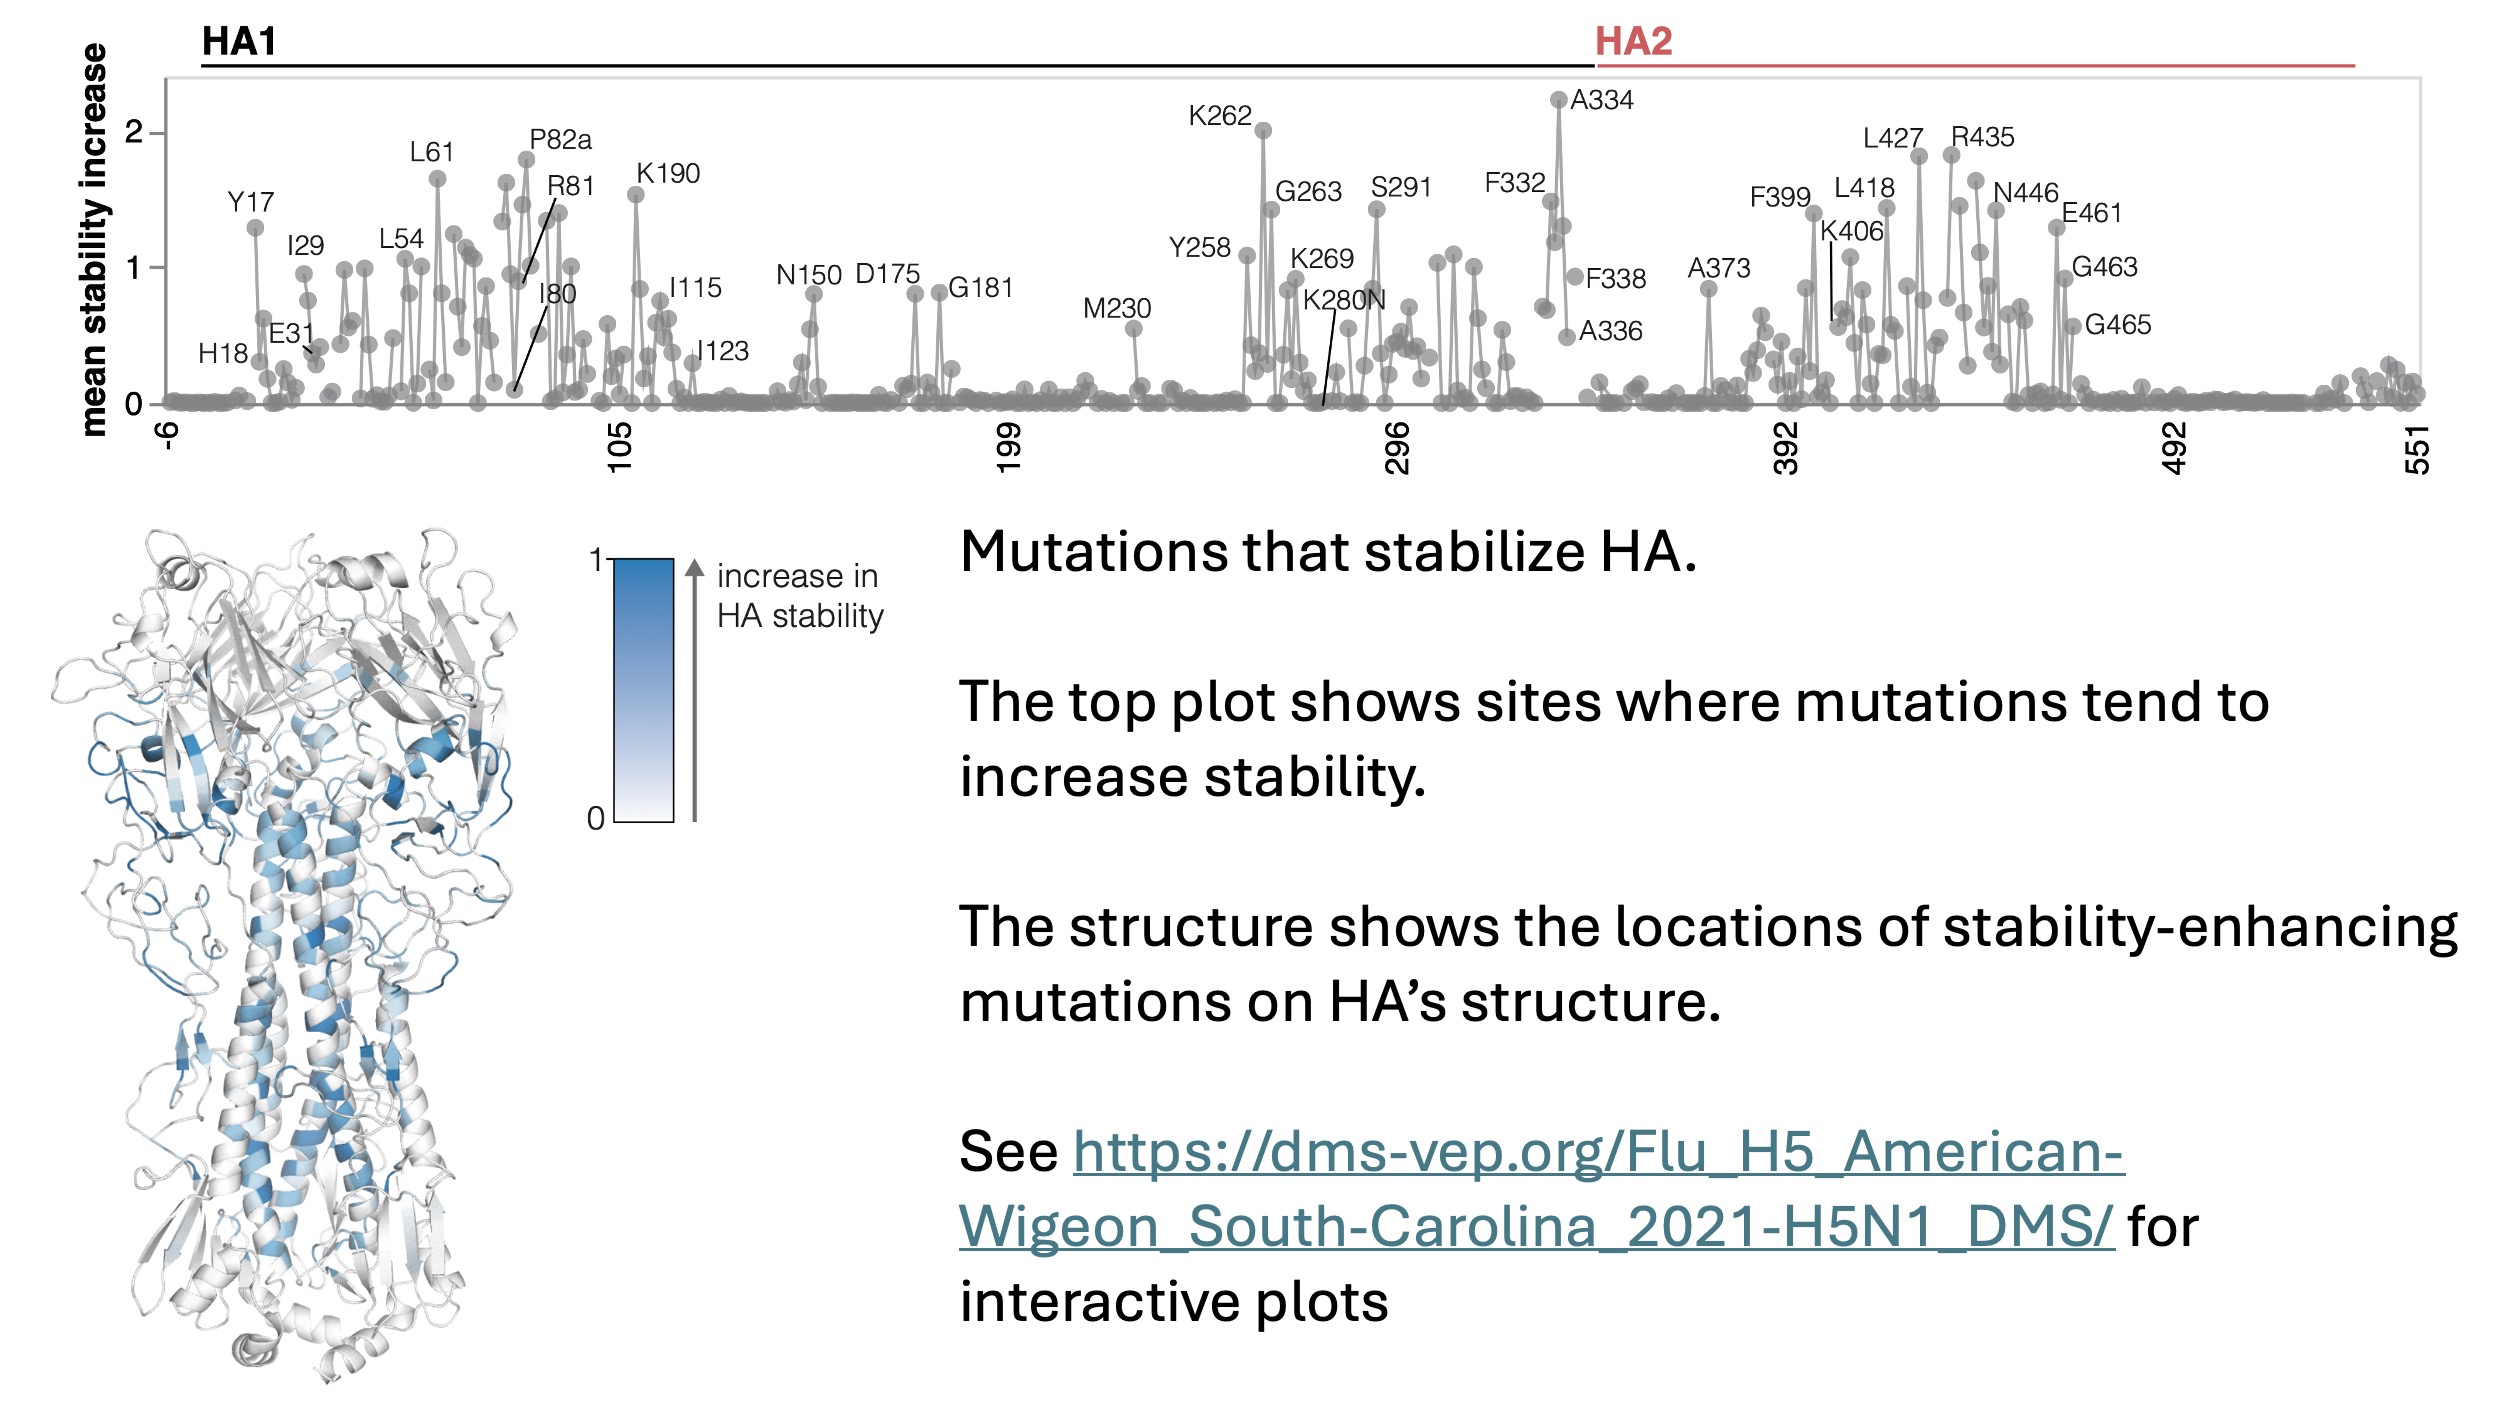 HA1
HA2
mean stability increase
2
1
0
Y17
H18
I29
E31
L54
L61
P82a
R81
I80
K190
I115
I123
N150
D175
G181
M230
Y258
K262
G263
K269
K280N
S291
F332
A334
F338
A336
A373
F399
K406
L418
L427
R435
N446
E461
G463
G465
-6
105
199
296
392
492
551
1
0
increase in
HA stability
Mutations that stabilize HA.
The top plot shows sites where mutations tend to
increase stability.
The structure shows the locations of stability-enhancing
mutations on HA’s structure.
See https://dms-vep.org/Flu_H5_American-
Wigeon_South-Carolina_2021-H5N1_DMS/ for
interactive plots